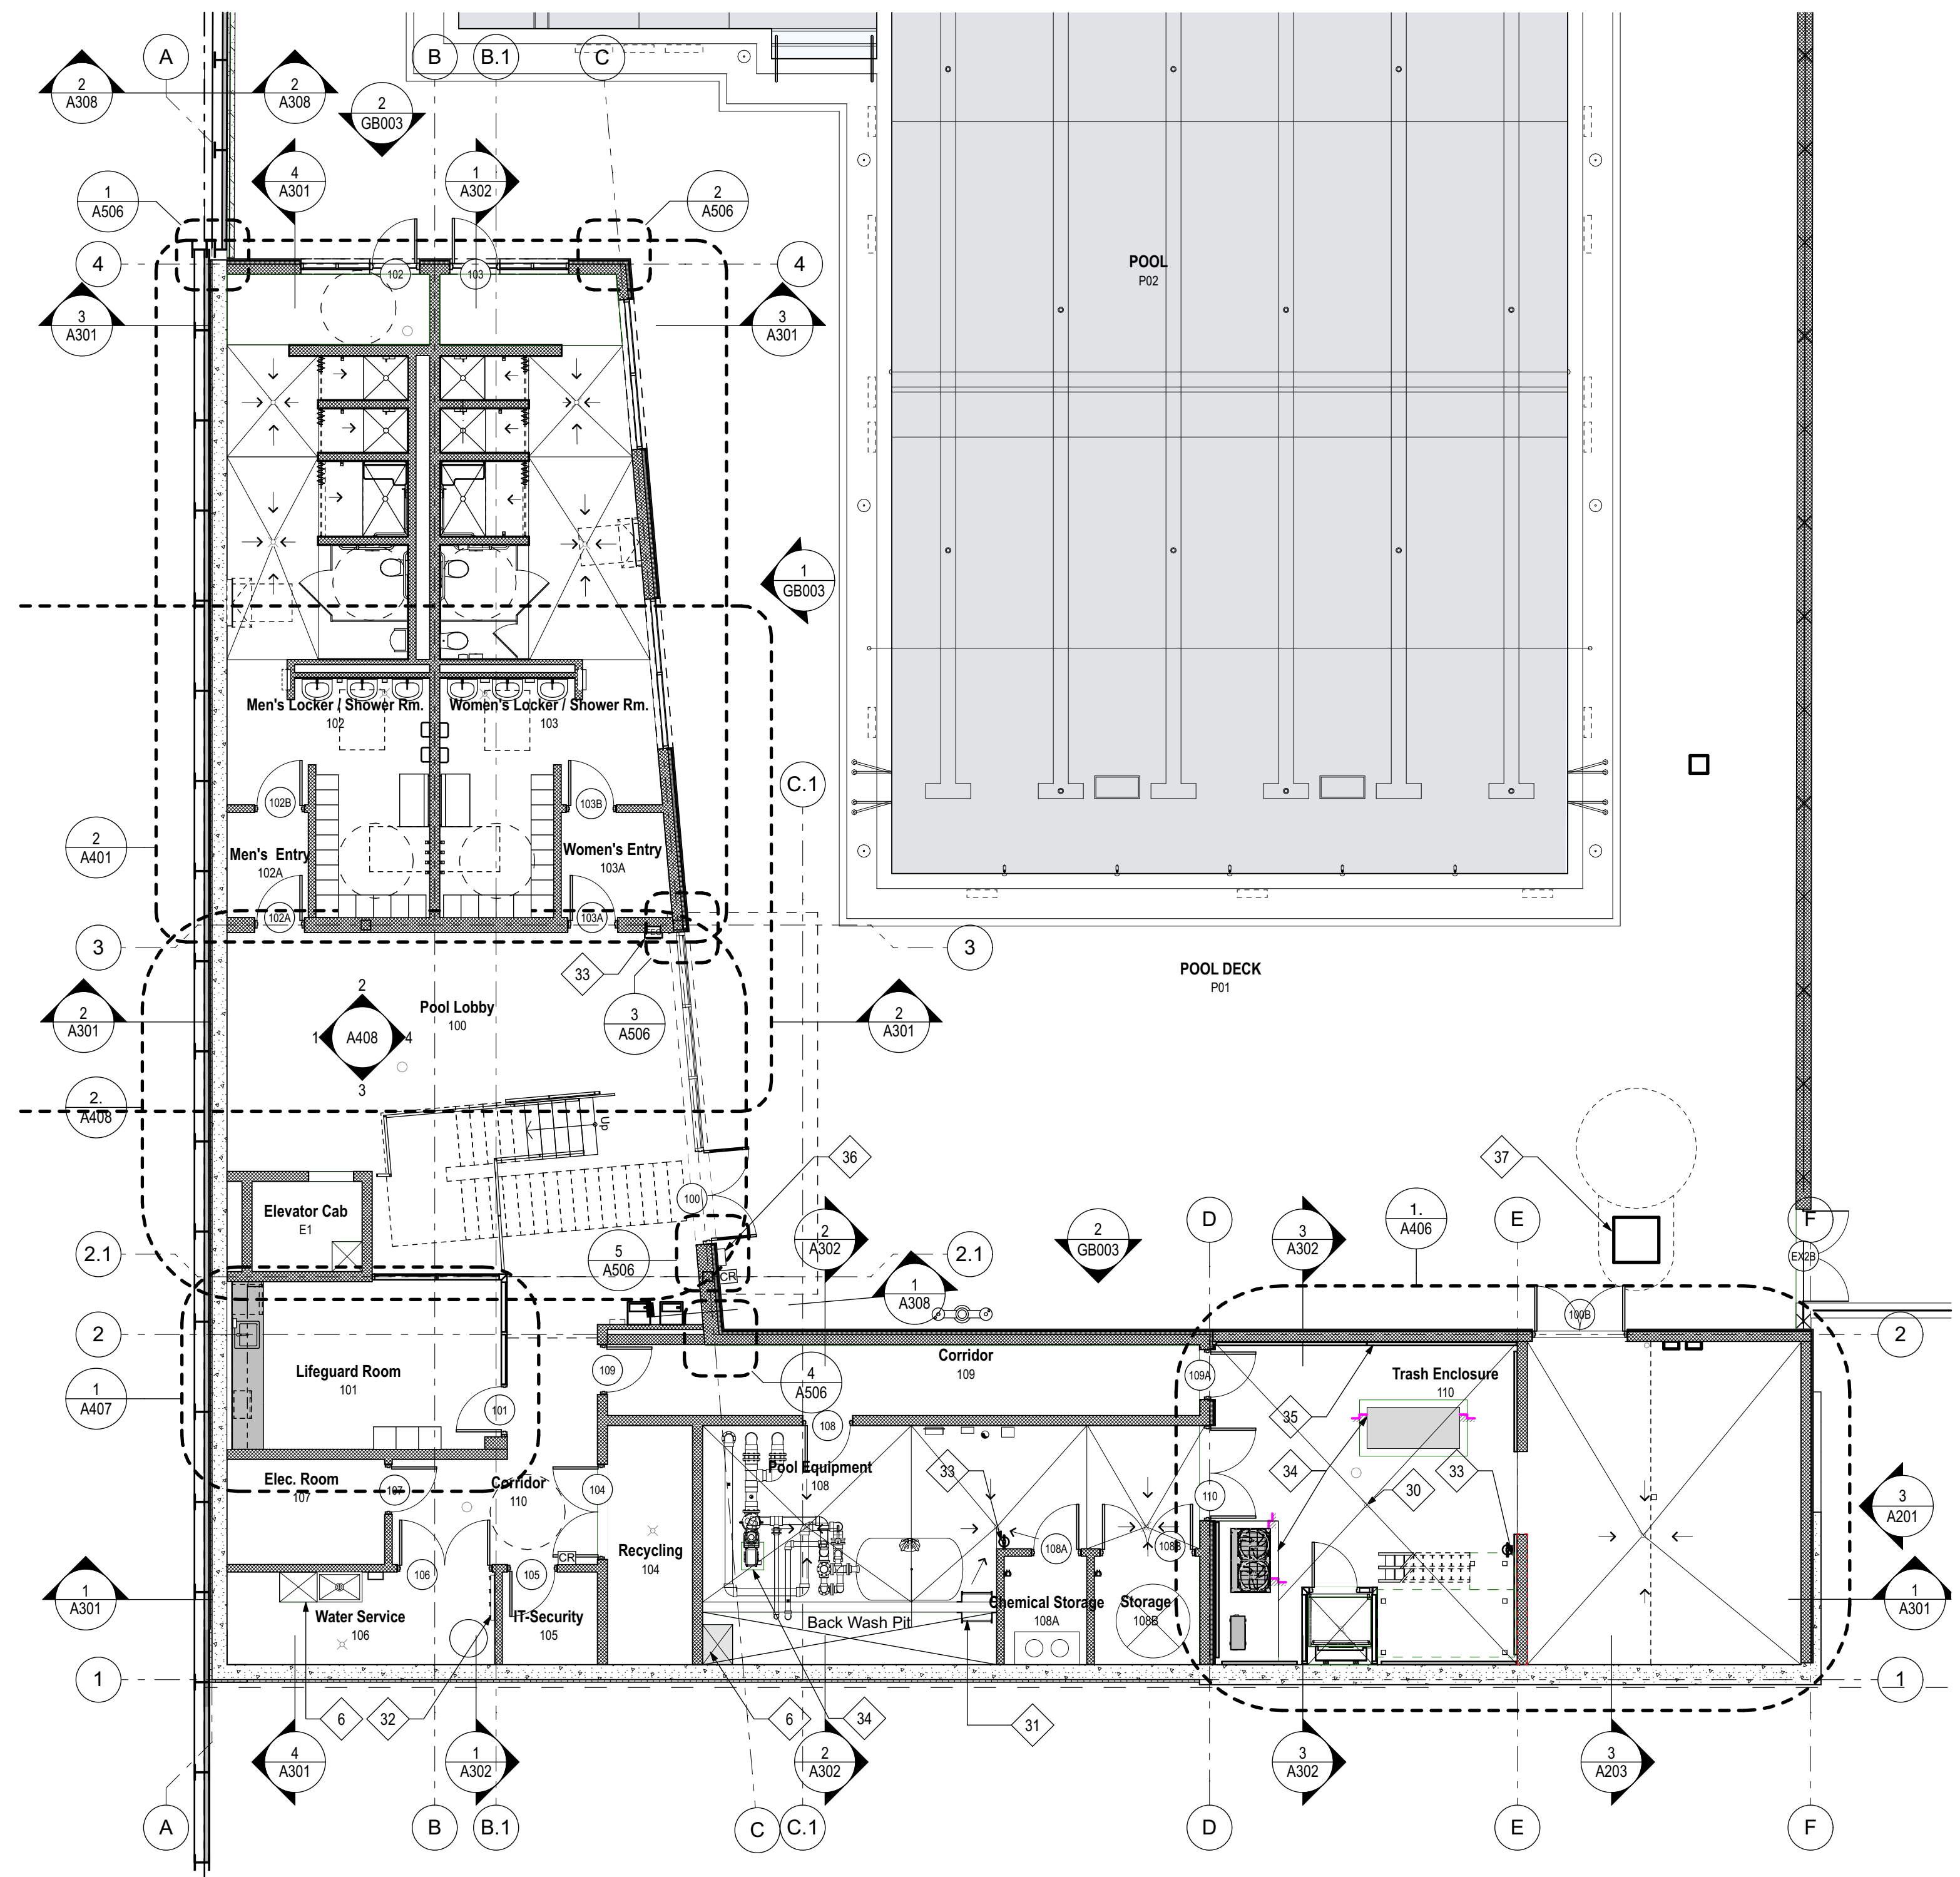 A
B
B.1
C
2
A308
2
A308
2
GB003
4
A301
1
A302
1
A506
2
A506
4
4
102
103
3
A301
3
A301
POOL
P02
1
GB003
Men's Locker / Shower Rm.
102
Women's Locker / Shower Rm.
103
C.1
102B
103B
2
A401
Men's Entry
102A
Women's Entry
103A
102A
103A
3
3
33
POOL DECK
P01
2
A301
2
1
A408
4
3
Pool Lobby
100
3
A506
2
A301
2.
A408
Up
36
37
100
Elevator Cab
E1
2
A302
2
GB003
D
3
A302
1.
A406
E
F
2.1
5
A506
CR
2.1
1
A308
EX2B
100B
2
2
Lifeguard Room
101
1
A407
101
109
4
A506
Corridor
109
109A
Trash Enclosure
110
35
108
Elec. Room
107
107
Corridor
110
104
Pool Equipment
108
33
34
33
30
110
3
A201
Recycling
104
CR
108A
108B
1
A301
106
105
Water Service
106
IT-Security
105
Back Wash Pit
Chemical Storage
108A
Storage
108B
1
A301
1
1
6
32
6
34
31
4
A301
1
A302
2
A302
3
A302
3
A203
A
B
B.1
C
C.1
D
E
F